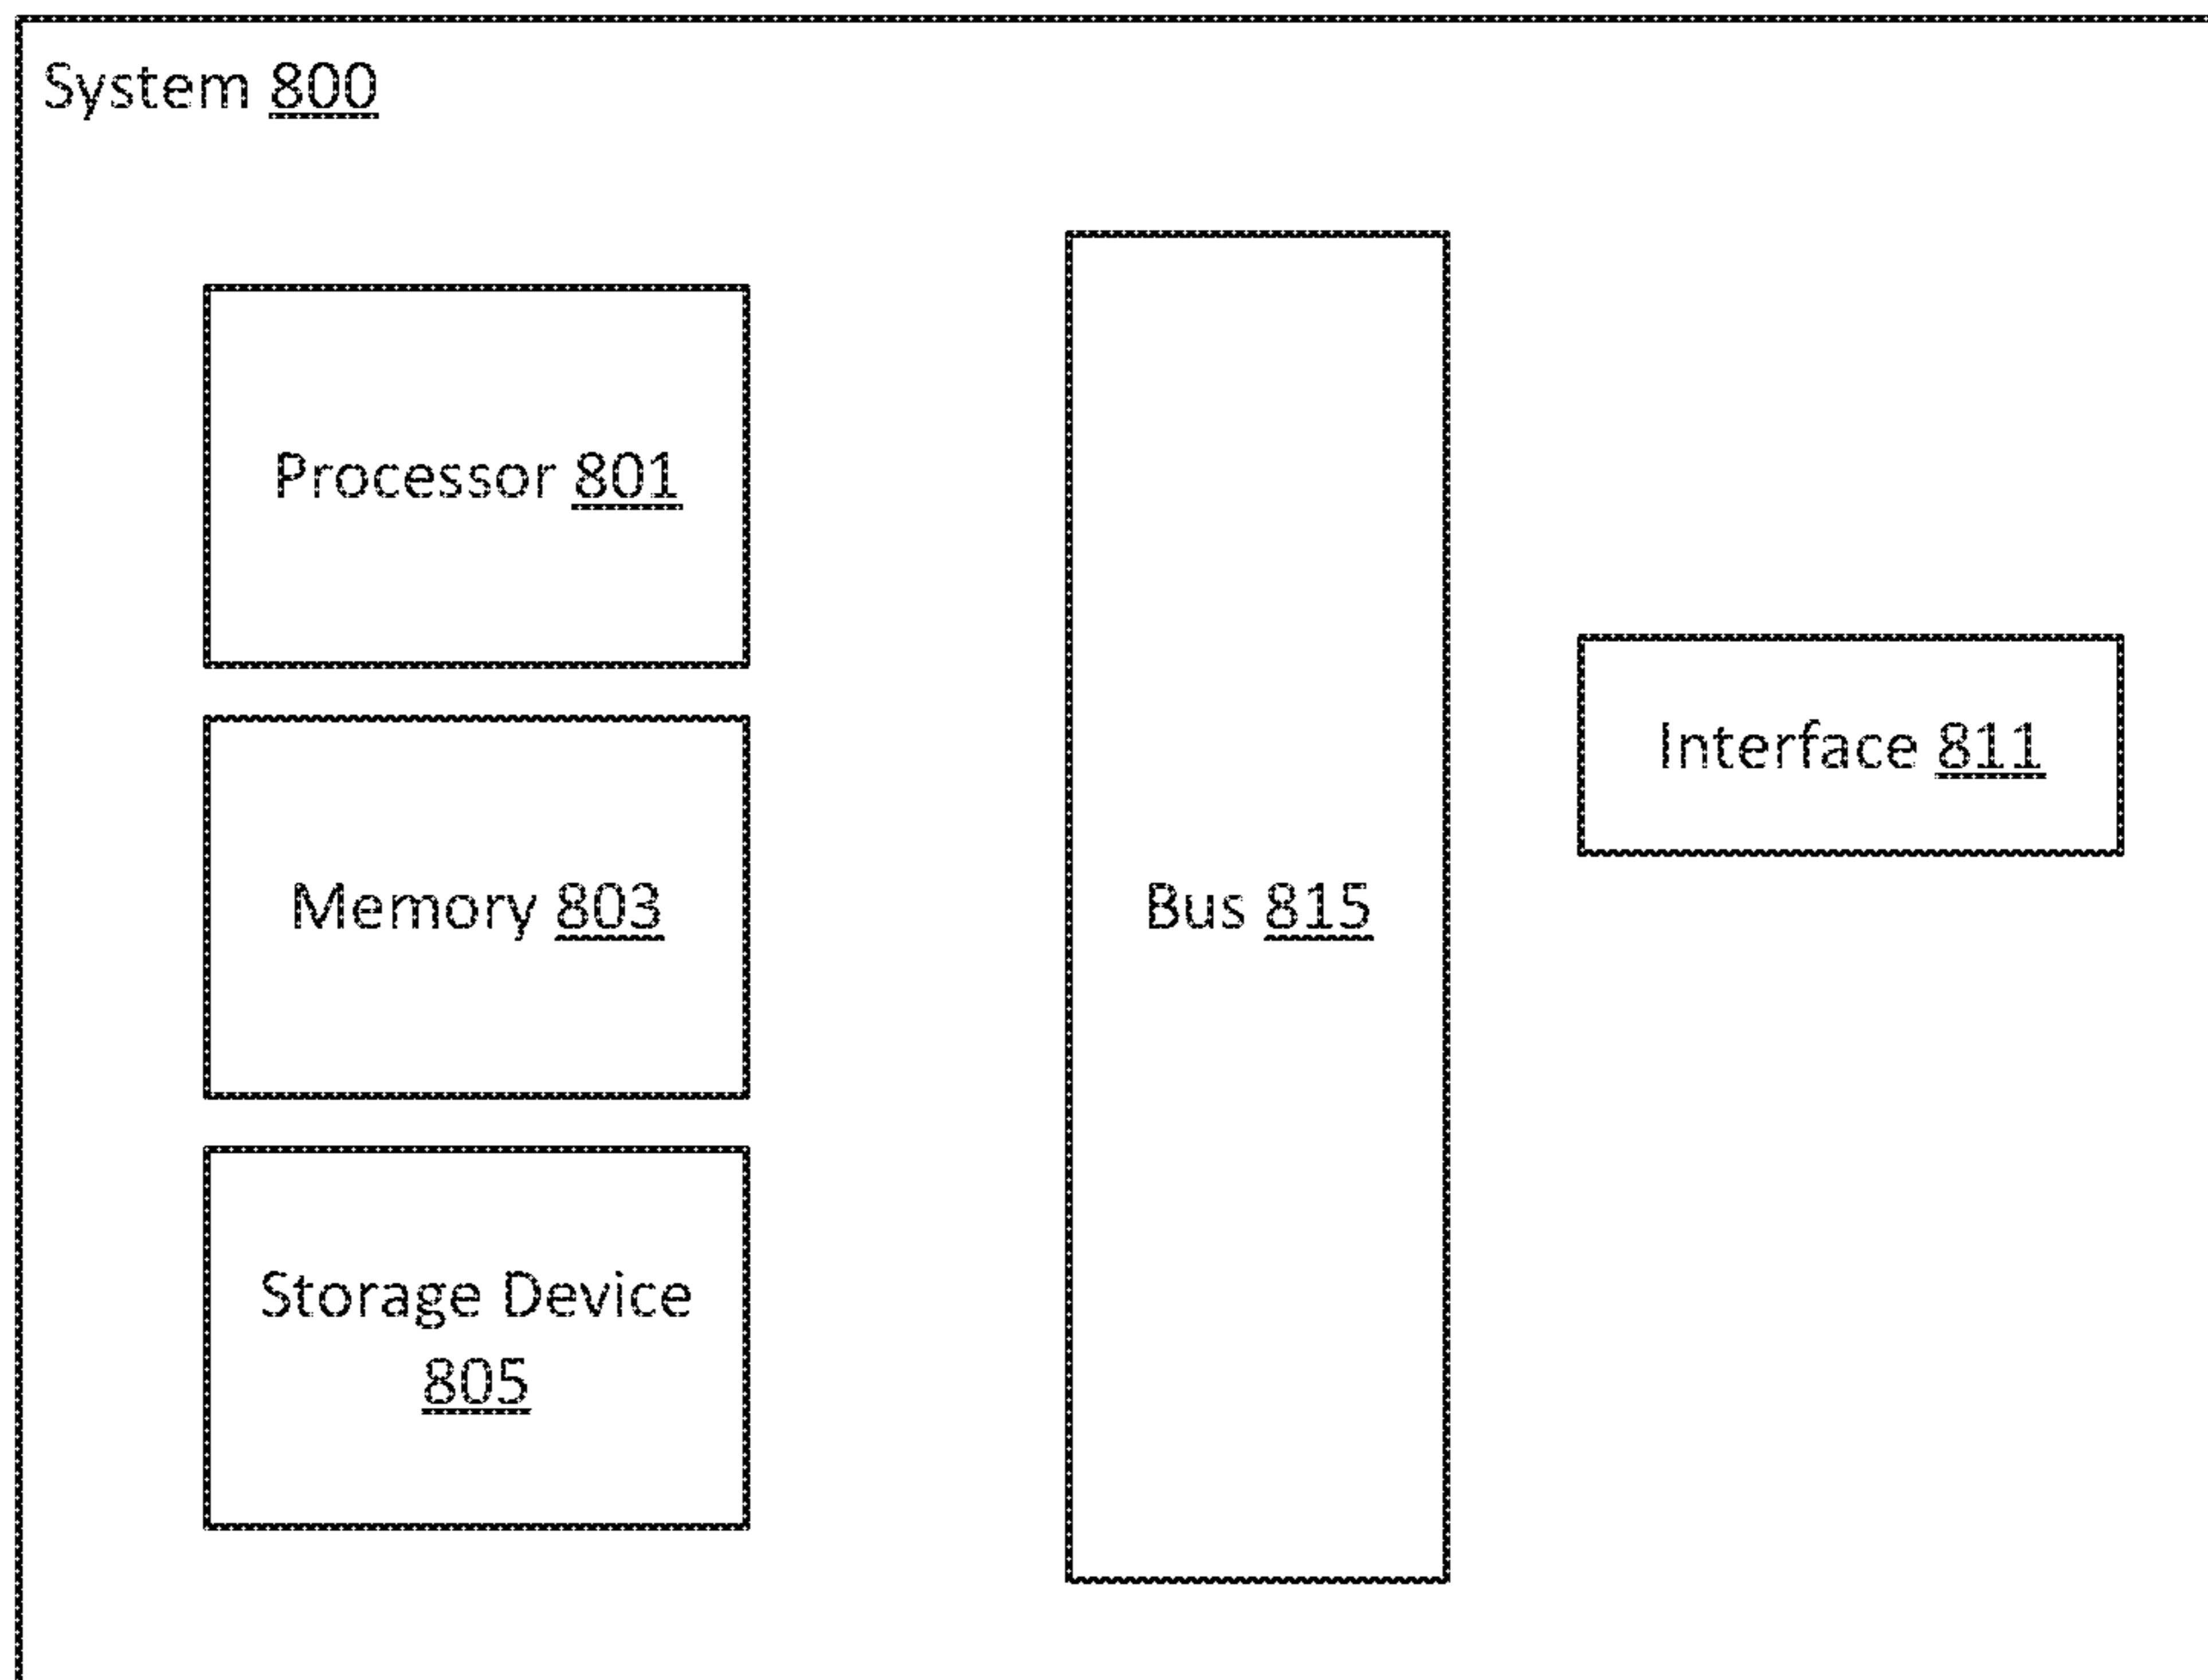 System 800
Processor 801
Memory 803
Storage Device
805
Bus 815
Interface 811